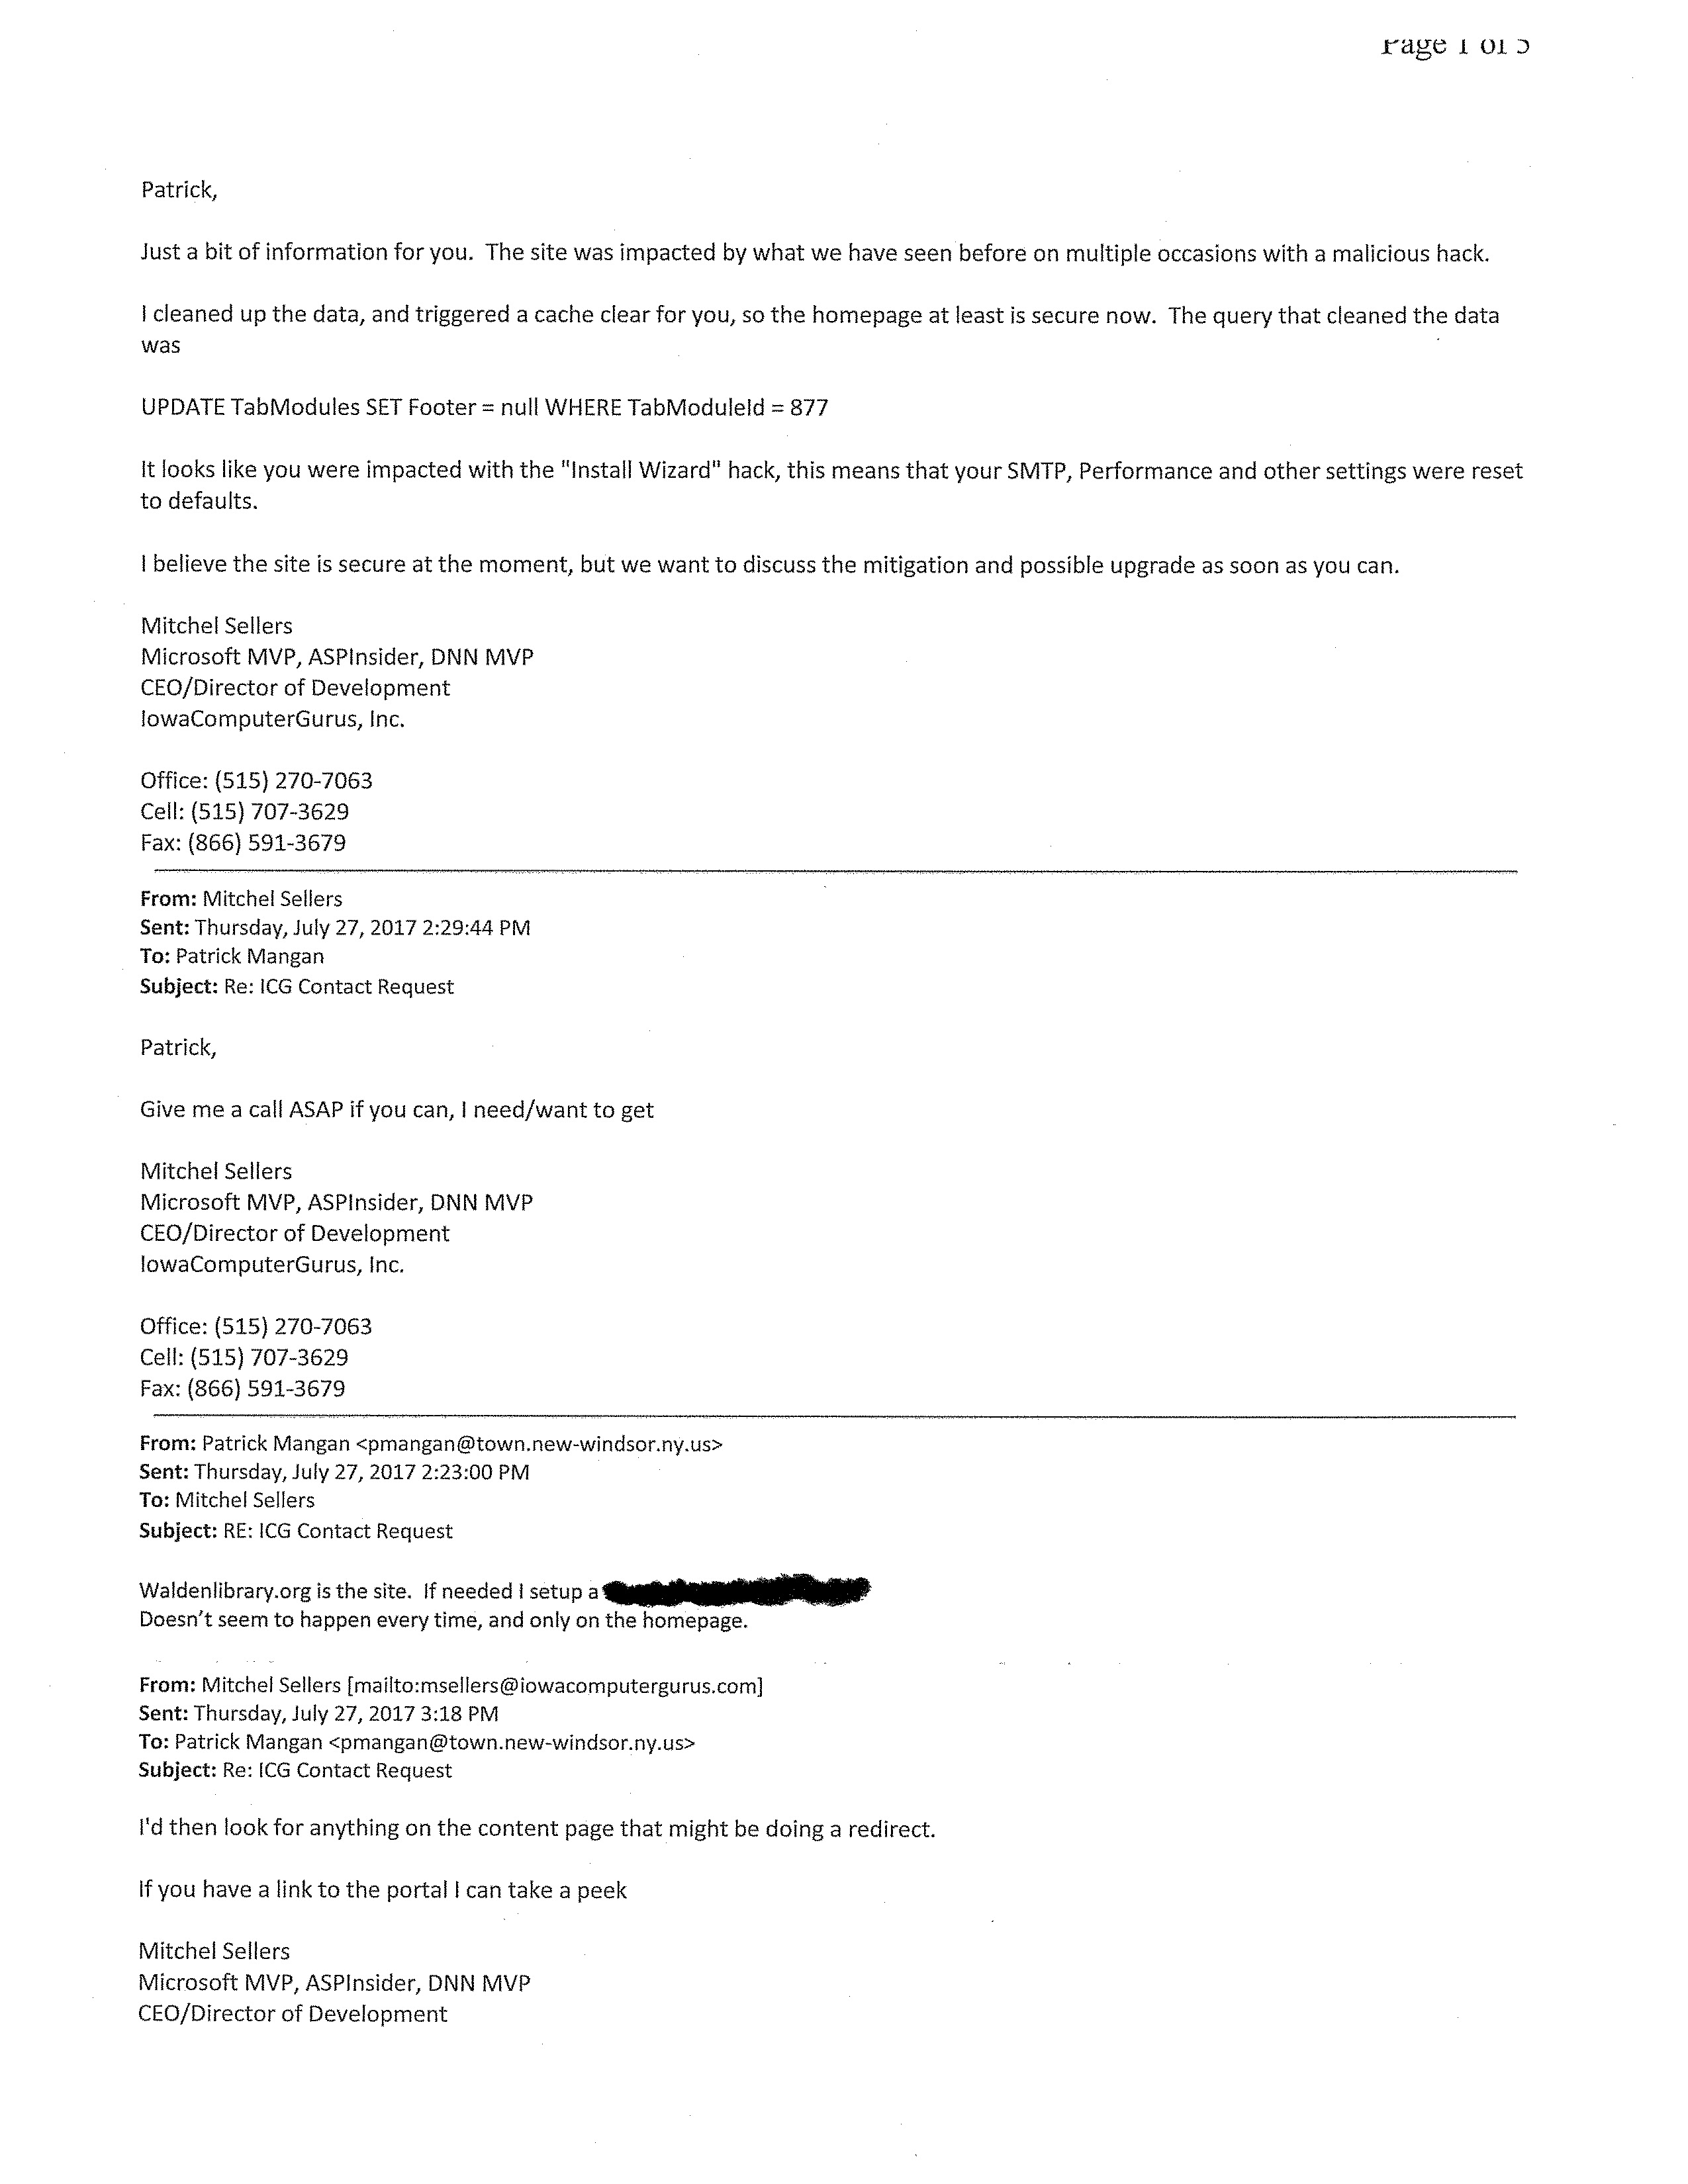 Page 1 of 5
Patrick,
Just a bit of information for you. The site was impacted by what we have seen before on multiple occasions with a malicious hack.
I cleaned up the data, and triggered a cache clear for you, so the homepage at least is secure now. The query that cleaned the data
was
UPDATE TabModules SET Footer = null WHERE TabModuleId = 877
It looks like you were impacted with the "Install Wizard" hack, this means that your SMTP, Performance and other settings were reset
to defaults.
I believe the site is secure at the moment, but we want to discuss the mitigation and possible upgrade as soon as you can.
Mitchel Sellers
Microsoft MVP, ASPInsider, DNN MVP
CEO/Director of Development
IowaComputerGurus, Inc.
Office: (515) 270-7063
Cell: (515) 707-3629
Fax: (866) 591-3679
From: Mitchel Sellers
Sent: Thursday, July 27, 2017 2:29:44 PM
To: Patrick Mangan
Subject: Re: ICG Contact Request
Patrick,
Give me a call ASAP if you can, I need/want to get
Mitchel Sellers
Microsoft MVP, ASPInsider, DNN MVP
CEO/Director of Development
IowaComputerGurus, Inc.
Office: (515) 270-7063
Cell: (515) 707-3629
Fax: (866) 591-3679
From: Patrick Mangan <pmangan@town.new-windsor.ny.us>
Sent: Thursday, July 27, 2017 2:23:00 PM
To: Mitchel Sellers
Subject: RE: ICG Contact Request
Waldenlibrary.org is the site. If needed I setup a
Doesn't seem to happen every time, and only on the homepage.
From: Mitchel Sellers [mailto:msellers@iowacomputergurus.com]
Sent: Thursday, July 27, 2017 3:18 PM
To: Patrick Mangan <pmangan@town.new-windsor.ny.us>
Subject: Re: ICG Contact Request
I'd then look for anything on the content page that might be doing a redirect.
If you have a link to the portal I can take a peek
Mitchel Sellers
Microsoft MVP, ASPInsider, DNN MVP
CEO/Director of Development